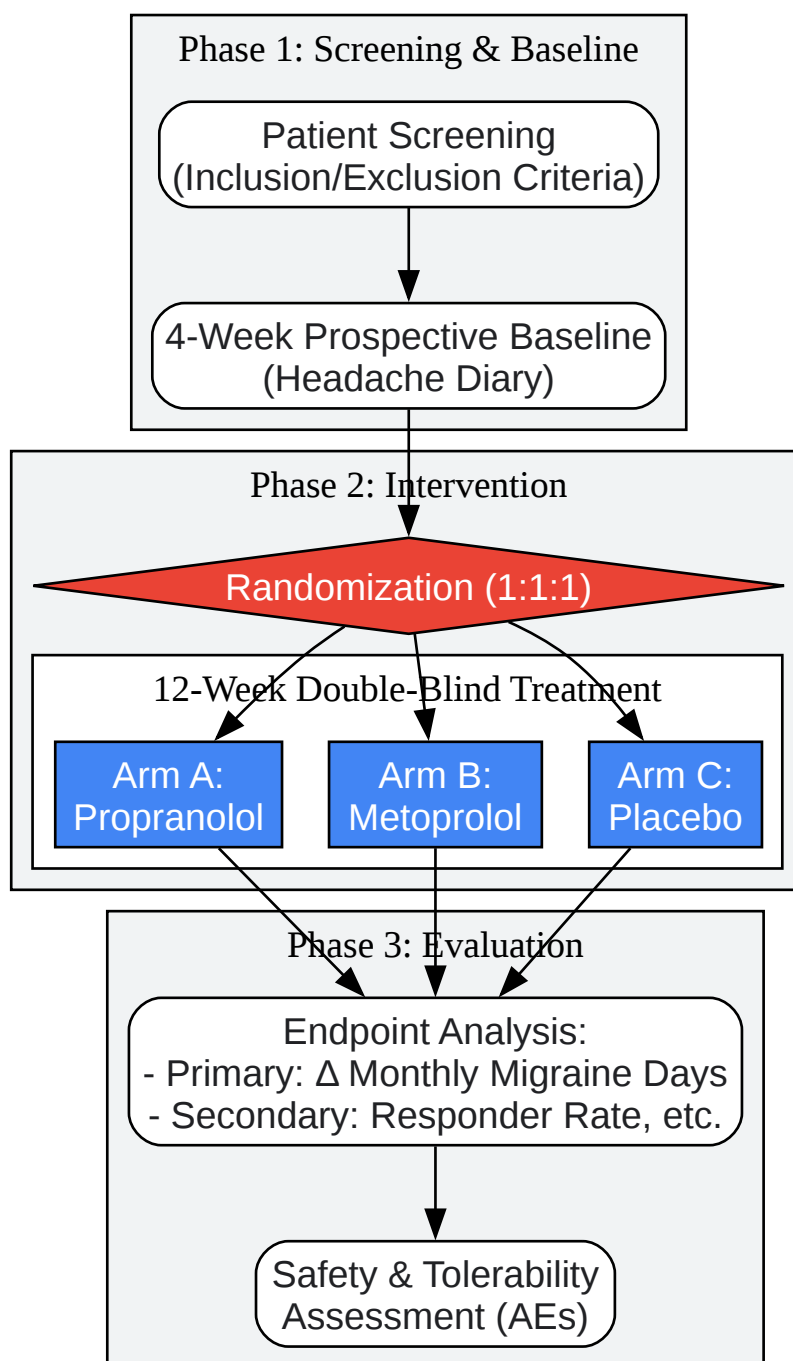 Phase 1: Screening & Baseline
Patient Screening
(Inclusion/Exclusion Criteria)
4-Week Prospective Baseline
(Headache Diary)
Phase 2: Intervention
Randomization (1:1:1)
12-Week Double-Blind Treatment
Arm A:
Propranolol
Arm B:
Metoprolol
Arm C:
Placebo
Phase 3: Evaluation
Endpoint Analysis:
- Primary: Δ Monthly Migraine Days
- Secondary: Responder Rate, etc.
Safety & Tolerability
Assessment (AEs)